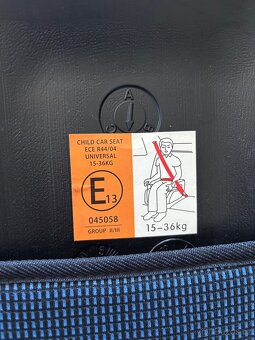 A
CHILD CAR SEAT
ECE R44/04
UNIVERSAL
15-36KG
E13
045058
GROUP II/III
15-36kg